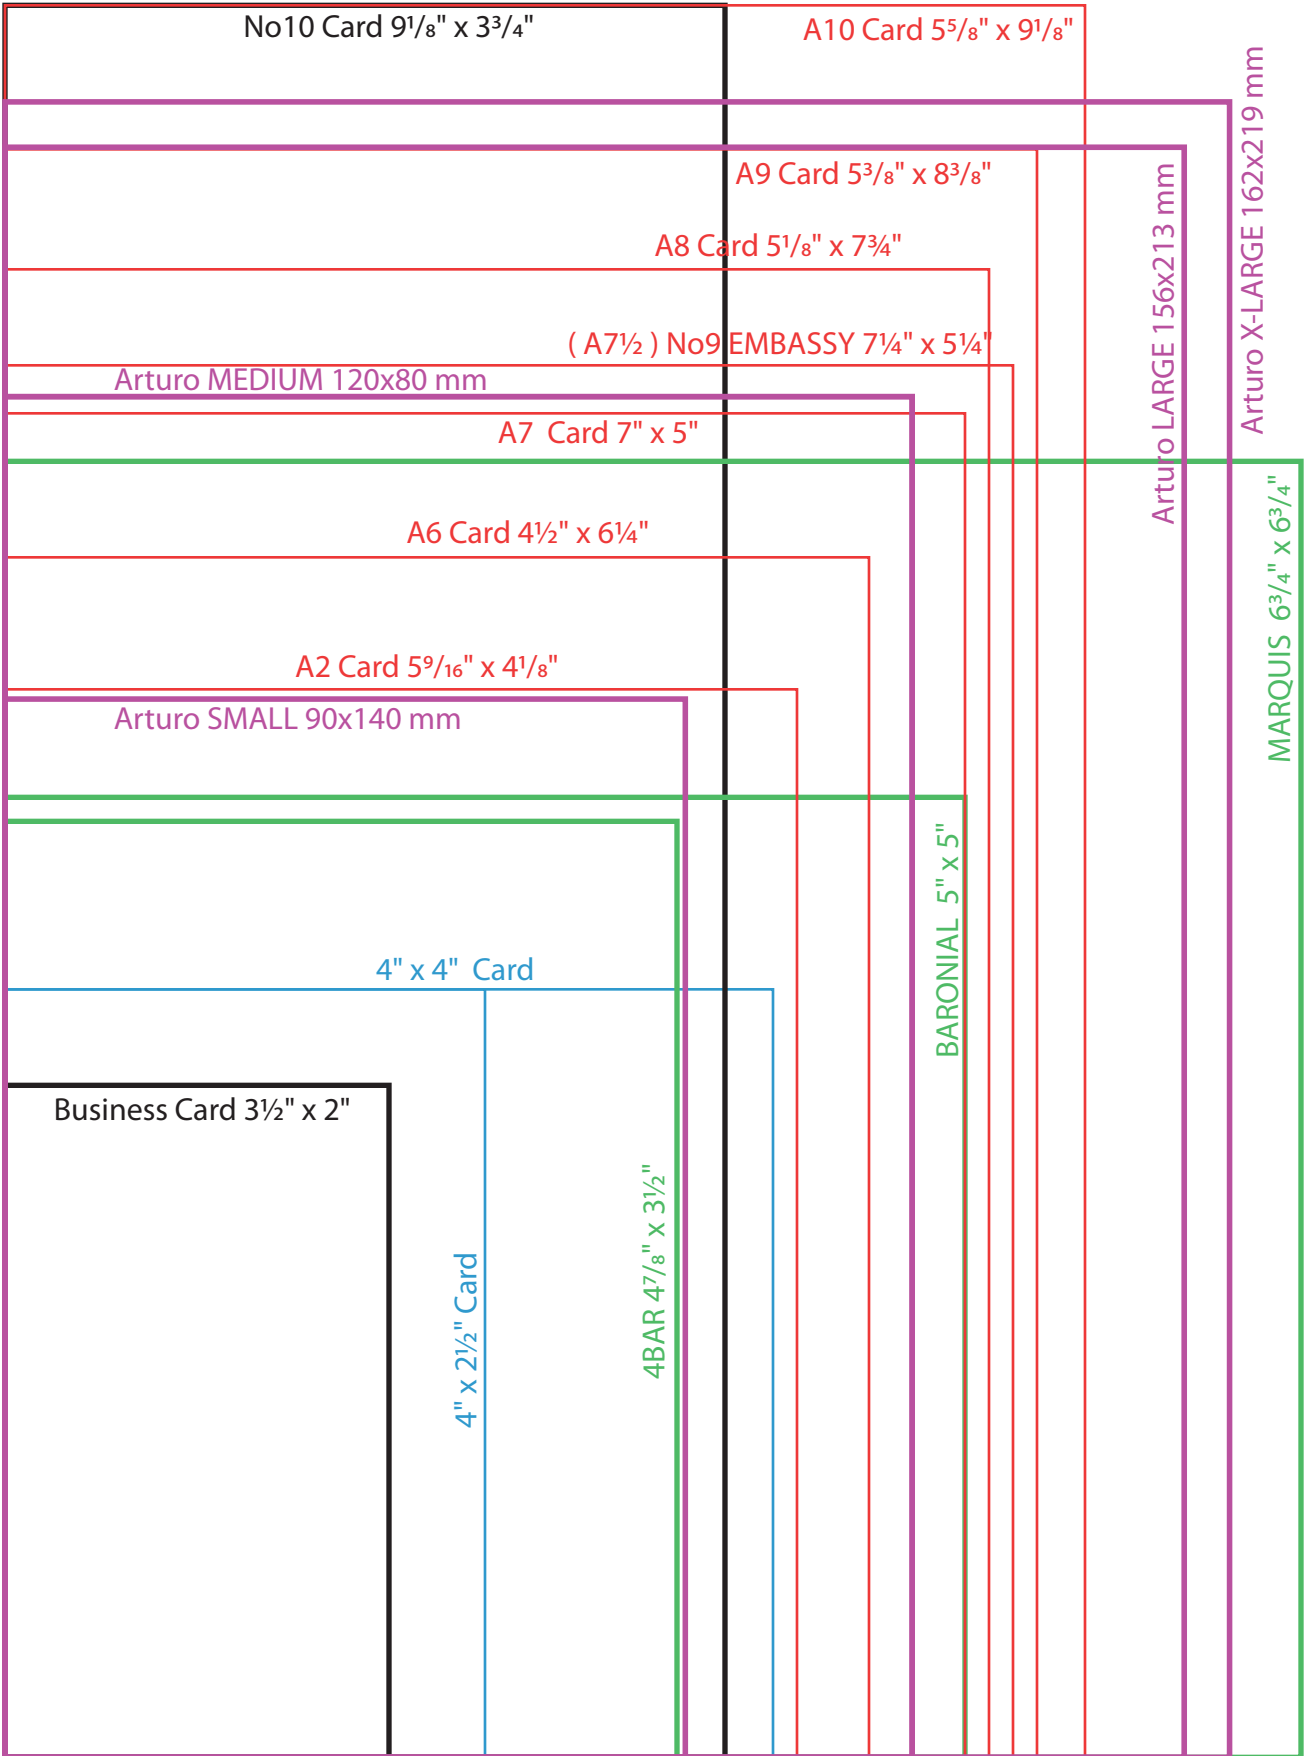 No10 Card 9¹/₈" x 3³/₄"
A10 Card 5⁵/₈" x 9¹/₈"
Arturo X-LARGE 162x219 mm
A9 Card 5³/₈" x 8³/₈"
Arturo LARGE 156x213 mm
A8 Card 5¹/₈" x 7¾"
( A7½ ) No9 EMBASSY 7¼" x 5¼"
Arturo MEDIUM 120x80 mm
A7 Card 7" x 5"
MARQUIS 6³/₄" x 6³/₄"
A6 Card 4½" x 6¼"
A2 Card 5⁹/₁₆" x 4¹/₈"
Arturo SMALL 90x140 mm
BARONIAL 5" x 5"
4" x 4" Card
Business Card 3½" x 2"
4BAR 4⁷/₈" x 3½"
4" x 2½" Card